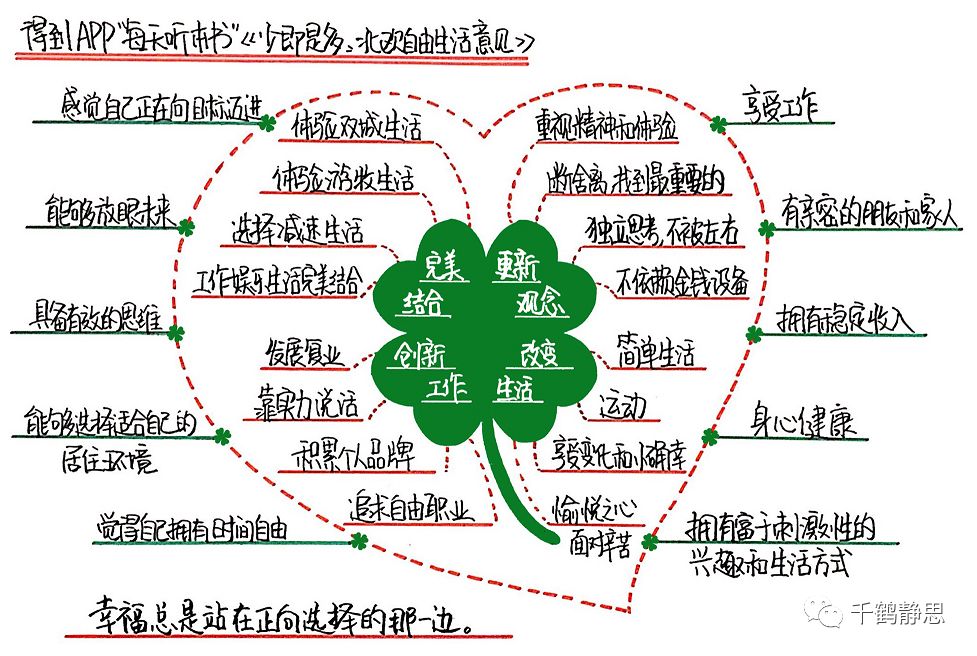 得到APP“每天听本书”《少即是多:北欧自由生活意见》
感觉自己正在向目标迈进
能够放眼未来
具备有效的思维
能够选择适合自己的
居住环境
觉得自己拥有时间自由
体验双城生活
体验游牧生活
选择减速生活
工作娱乐生活完美结合
发展复业
靠实力说话
积累个人品牌
追求自由职业
完美
结合
更新
观念
创新
工作
改变
生活
重视精神和体验
断舍离,找到最重要的
独立思考,不被左右
不依赖金钱设备
简单生活
运动
享受变化和小确幸
愉悦之心
面对辛苦
享受工作
有亲密的朋友和家人
拥有稳定收入
身心健康
拥有富于刺激性的
兴趣和生活方式
幸福总是站在正向选择的那一边。
千鹤静思